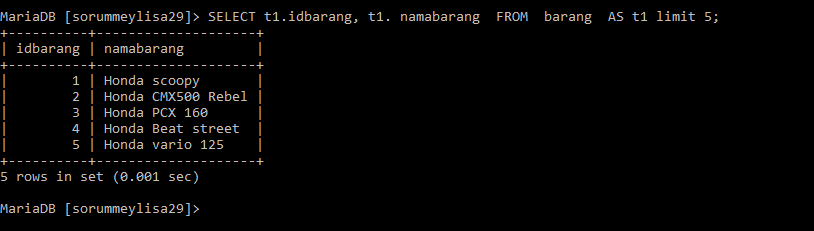 MariaDB [sorummeylisa29]> SELECT t1.idbarang, t1. namabarang  FROM  barang  AS t1 limit 5;
+----------+--------------------+
| idbarang | namabarang         |
+----------+--------------------+
|        1 | Honda scoopy       |
|        2 | Honda CMX500 Rebel |
|        3 | Honda PCX 160      |
|        4 | Honda Beat street  |
|        5 | Honda vario 125    |
+----------+--------------------+
5 rows in set (0.001 sec)
MariaDB [sorummeylisa29]>